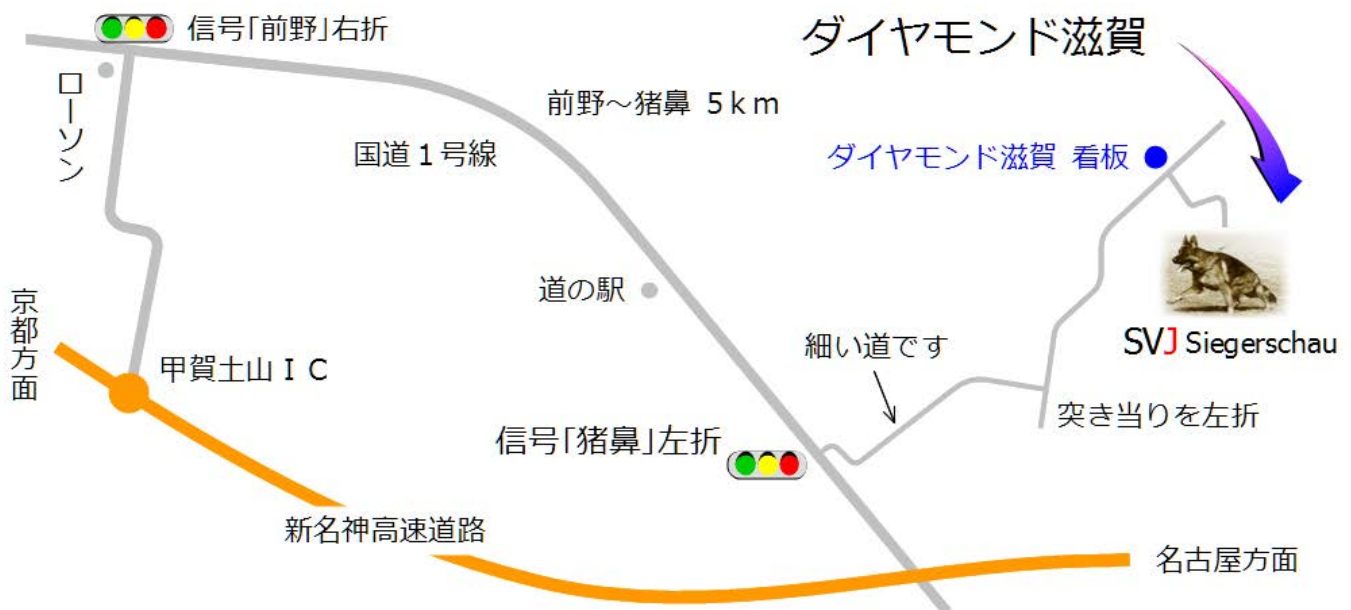 信号｢前野｣右折
ダイヤモンド滋賀
ローソン
前野～猪鼻 5km
国道1号線
ダイヤモンド滋賀 看板
道の駅
京都方面
細い道です
SVJ Siegerschau
甲賀土山IC
突き当りを左折
信号｢猪鼻｣左折
新名神高速道路
名古屋方面